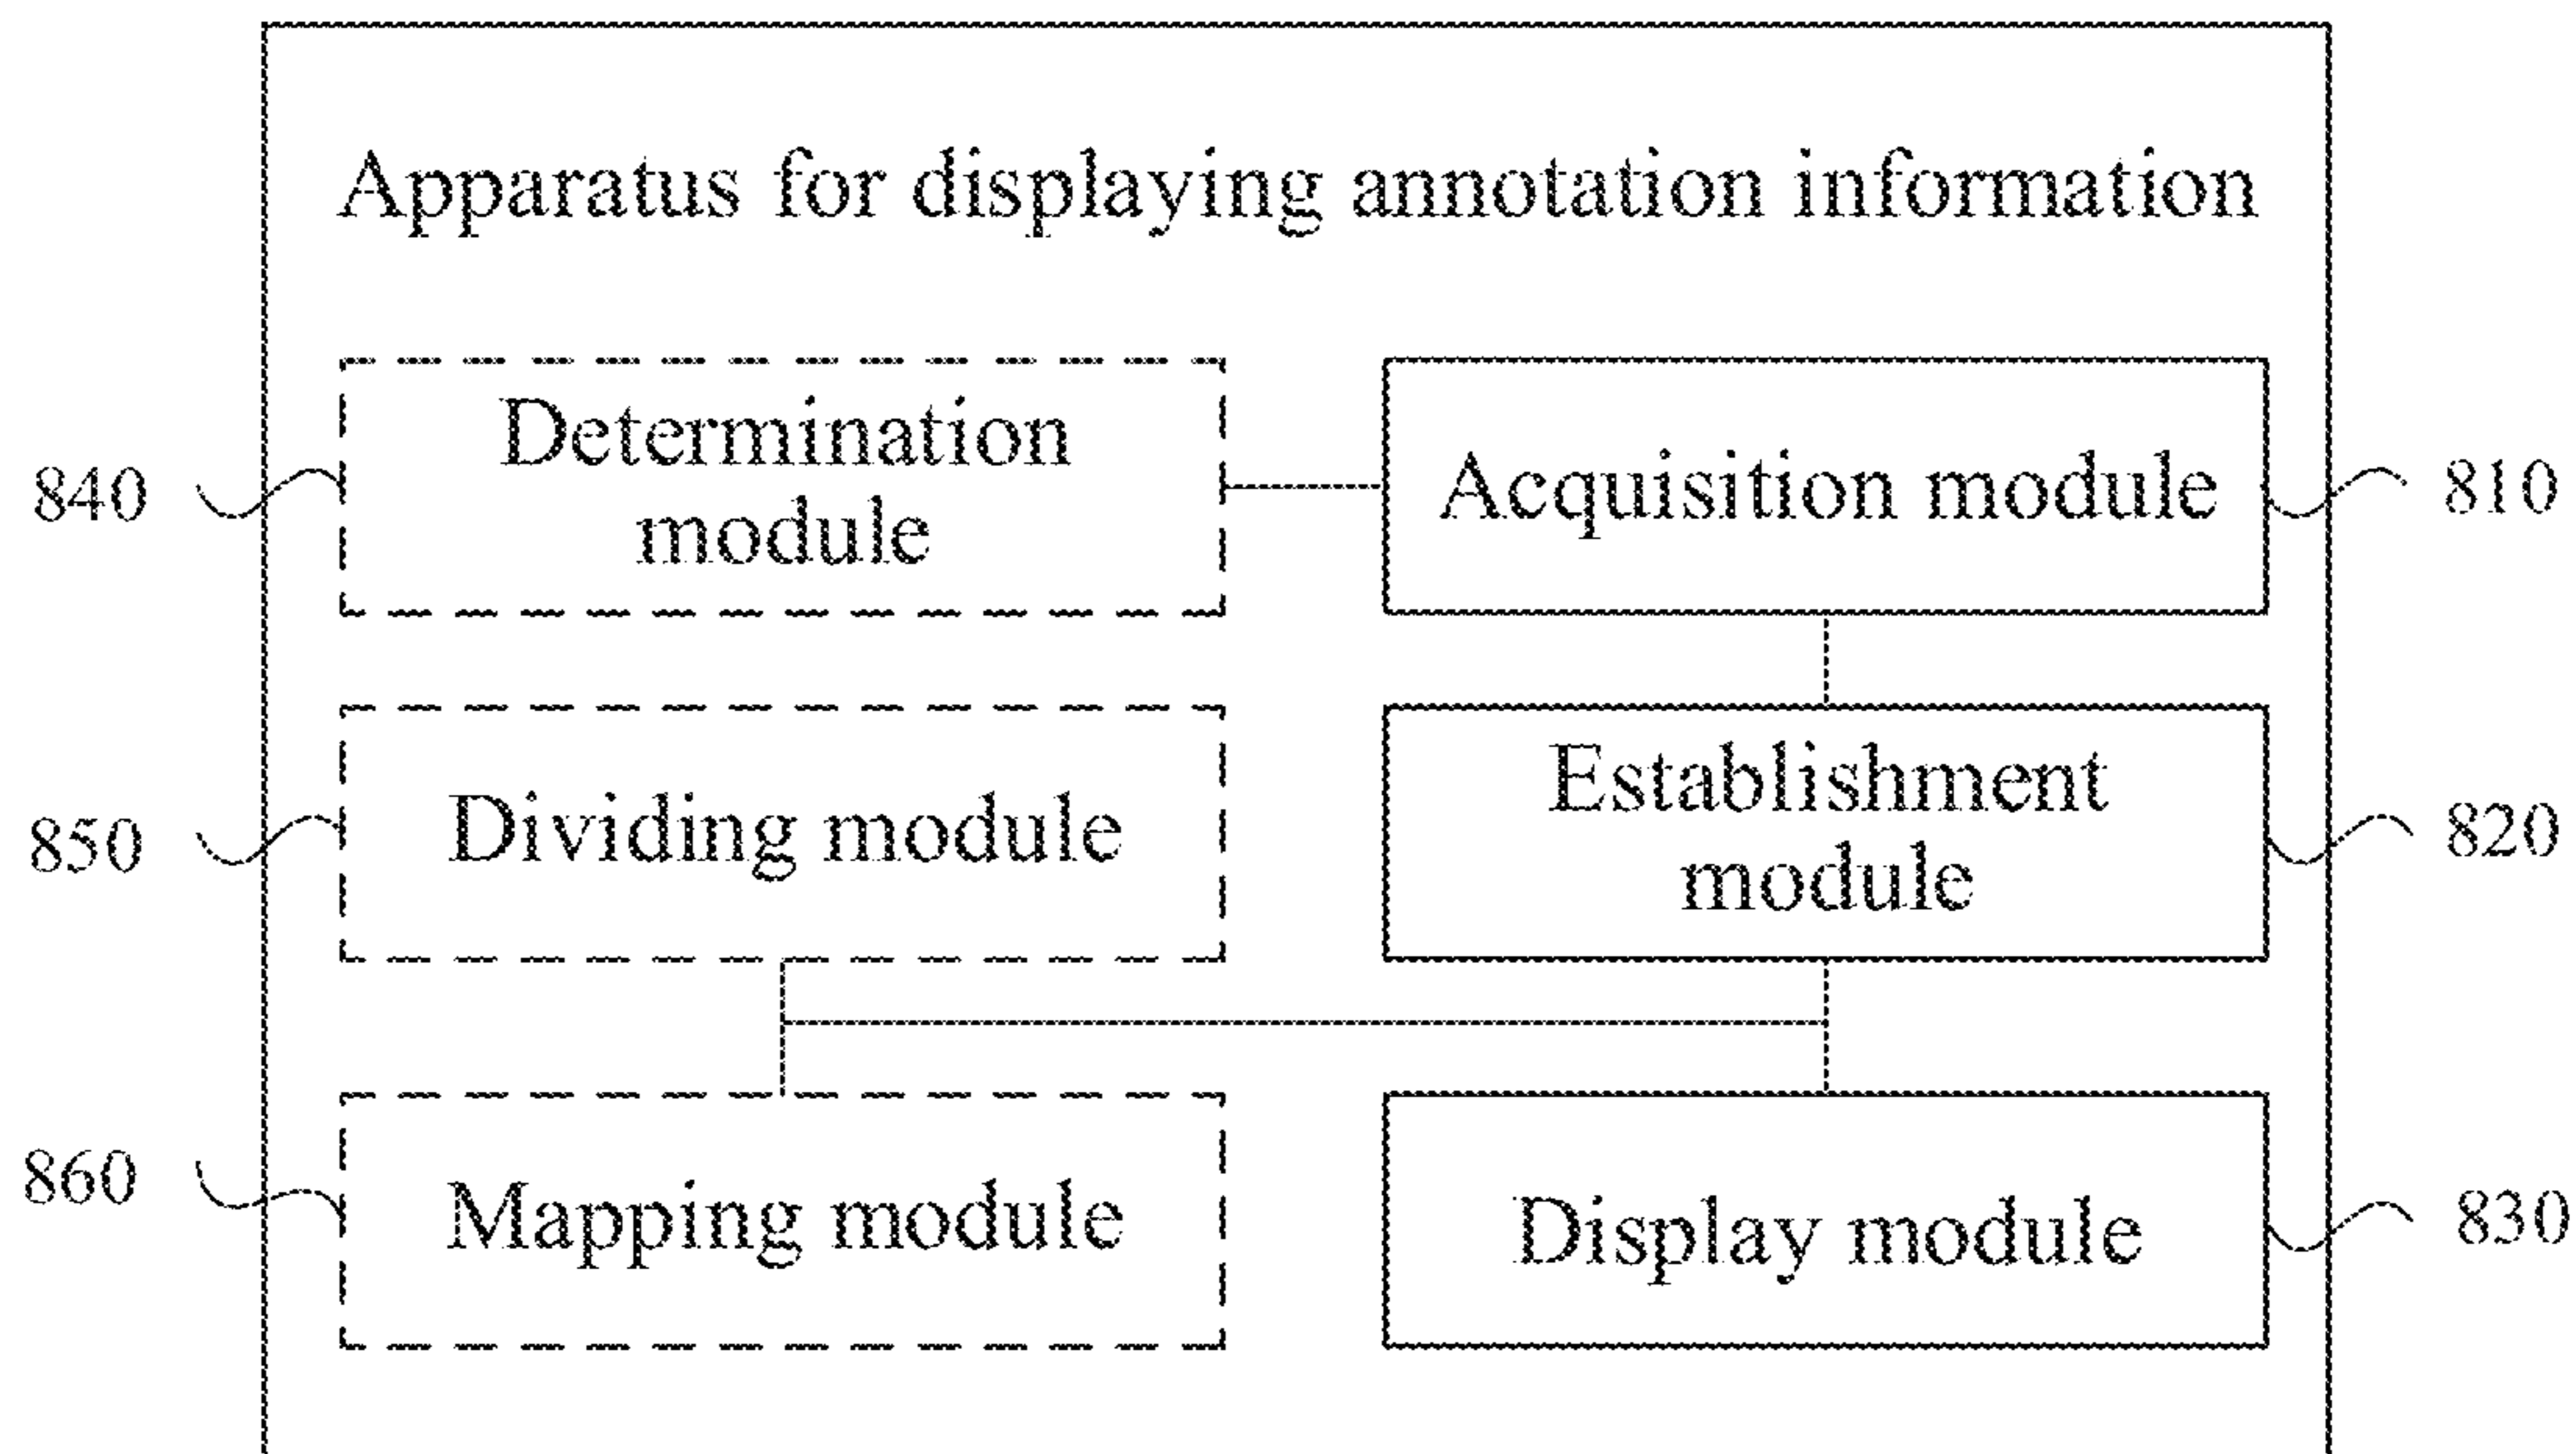 Apparatus for displaying annotation information
840
Determination
module
Acquisition module
810
850
Dividing module
Establishment
module
820
860
Mapping module
Display module
830